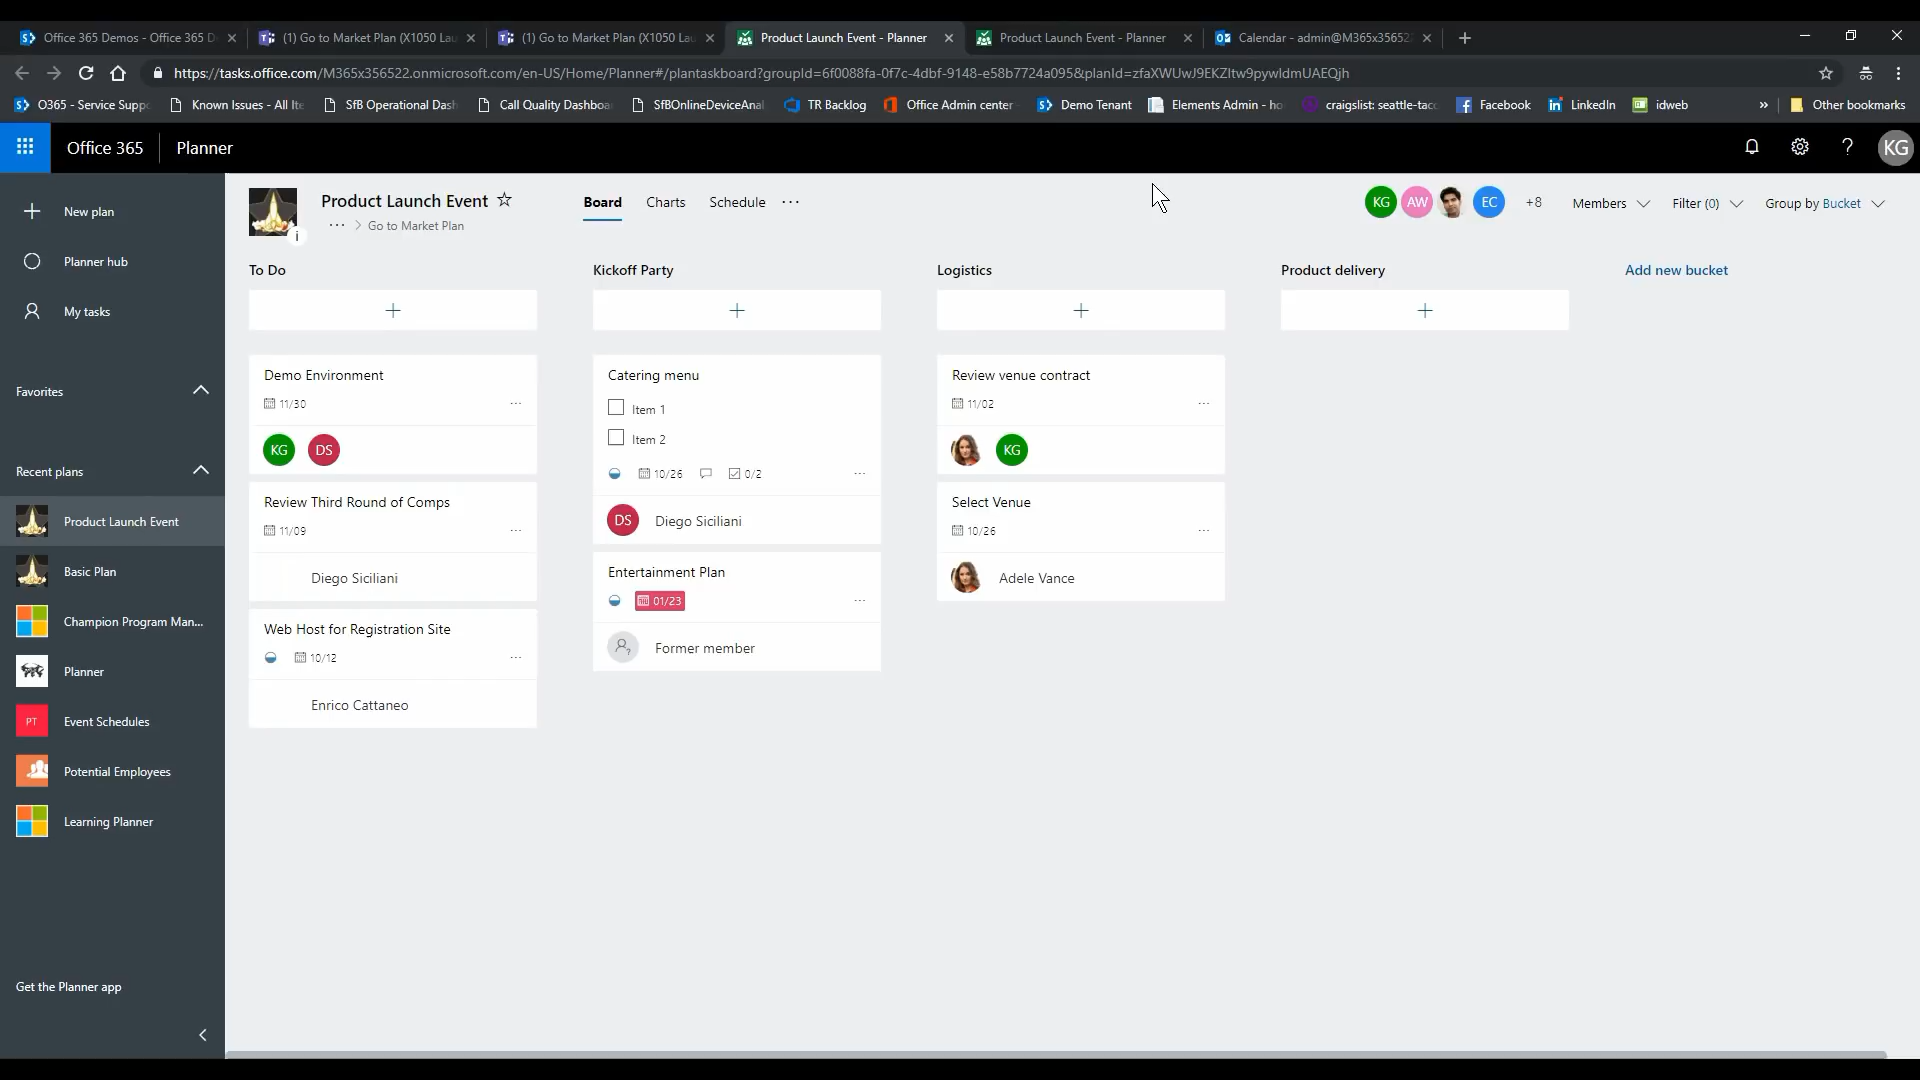 Office 365 Demos - Office 365 D
(1) Go to Market Plan (X1050 Lau
(1) Go to Market Plan (X1050 Lau
Product Launch Event - Planner
Product Launch Event - Planner
Calendar - admin@M365x35652
https://tasks.office.com/M365x356522.onmicrosoft.com/en-US/Home/Planner#/plantaskboard?groupId=6f0088fa-0f7c-4dbf-9148-e58b7724a095&planId=zfaXWUwJ9EKZltw9pywldmUAEQjh
O365 - Service Suppo
Known Issues - All Ite
SfB Operational Dash
Call Quality Dashboa
SfBOnlineDeviceAnal
TR Backlog
Office Admin center
Demo Tenant
Elements Admin - ho
craigslist: seattle-taco
Facebook
LinkedIn
idweb
»
Other bookmarks
Office 365
Planner
?
KG
New plan
Planner hub
My tasks
Favorites
Recent plans
Product Launch Event
Basic Plan
Champion Program Man...
Planner
PT
Event Schedules
Potential Employees
Learning Planner
Get the Planner app
Product Launch Event
i
... > Go to Market Plan
Board
Charts
Schedule
...
KG
AW
EC
+8
Members
Filter (0)
Group by Bucket
To Do
Demo Environment
11/30
...
KG
DS
Review Third Round of Comps
11/09
...
Diego Siciliani
Web Host for Registration Site
10/12
...
Enrico Cattaneo
Kickoff Party
Catering menu
Item 1
Item 2
10/26
0/2
...
DS
Diego Siciliani
Entertainment Plan
01/23
...
Former member
Logistics
Review venue contract
11/02
...
KG
Select Venue
10/26
...
Adele Vance
Product delivery
Add new bucket